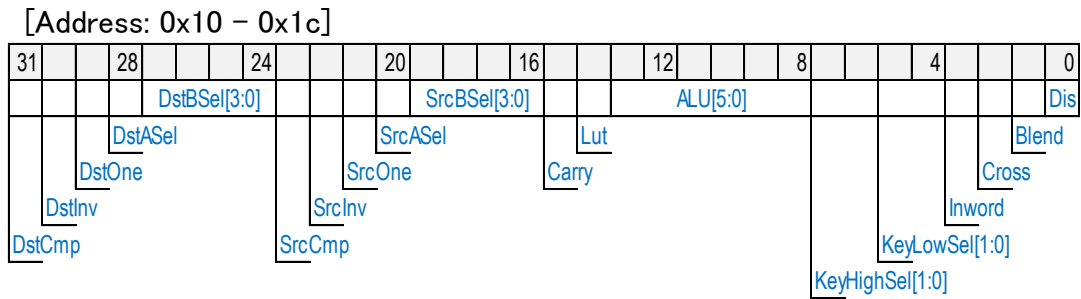 [Address: 0x10 - 0x1c]
31 28 24 20 16 12 8 4 0
DstBSel[3:0] SrcBSel[3:0] ALU[5:0] Dis
DstASel SrcASel Lut Blend
DstOne SrcOne Carry Cross
DstInv SrcInv Inword
DstCmp SrcCmp KeyLowSel[1:0]
KeyHighSel[1:0]